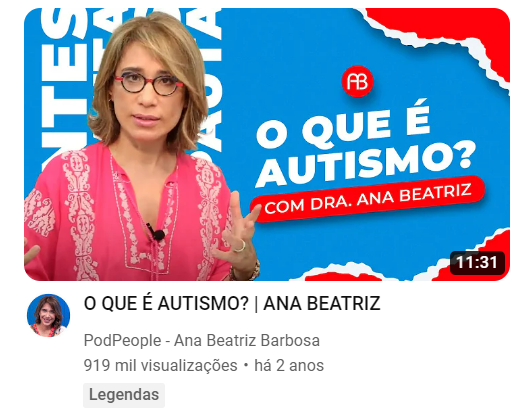 AB
O QUE É
AUTISMO?
COM DRA. ANA BEATRIZ
11:31
O QUE É AUTISMO? | ANA BEATRIZ
PodPeople - Ana Beatriz Barbosa
919 mil visualizações • há 2 anos
Legendas